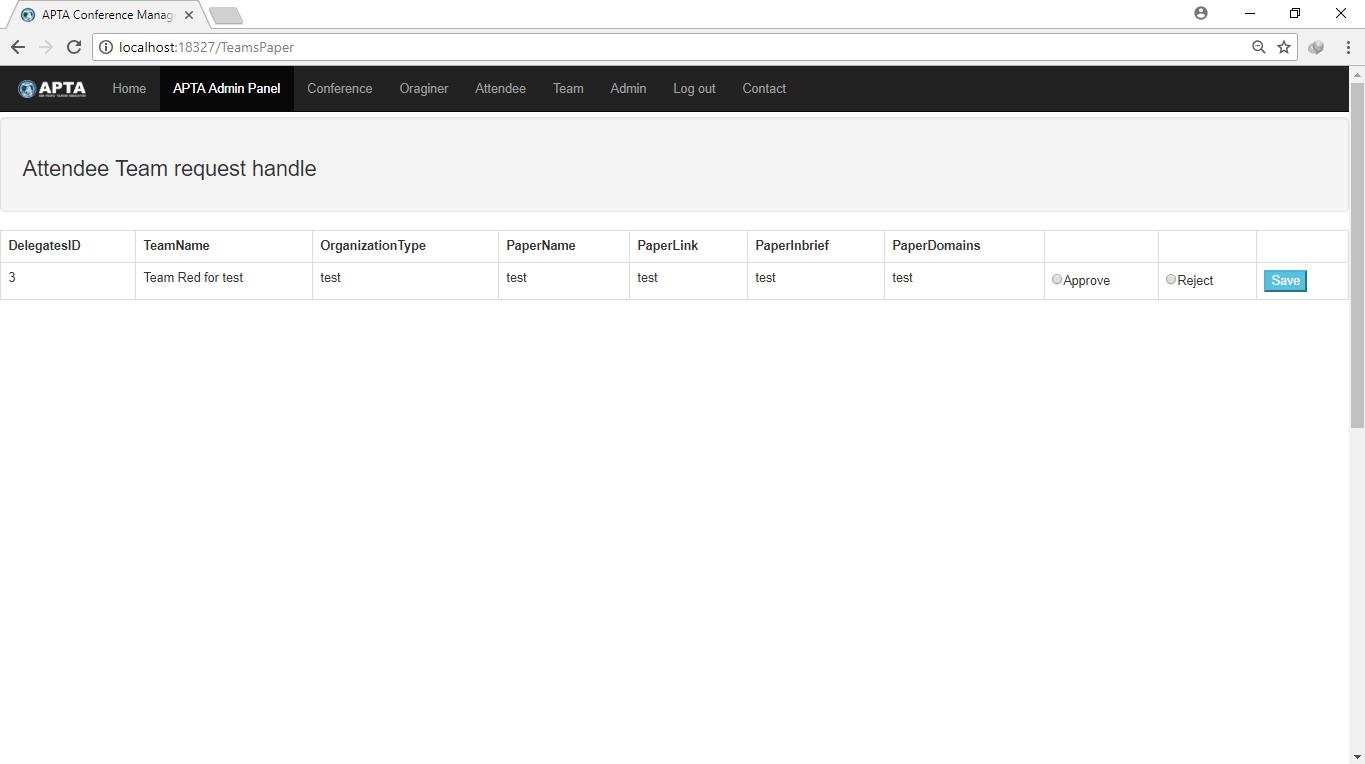 APTA Conference Manag
localhost:18327/TeamsPaper
APTA Home APTA Admin Panel Conference Oraginer Attendee Team Admin Log out Contact
Attendee Team request handle
DelegatesID TeamName OrganizationType PaperName PaperLink PaperInbrief PaperDomains
3 Team Red for test test test test test test Approve Reject Save